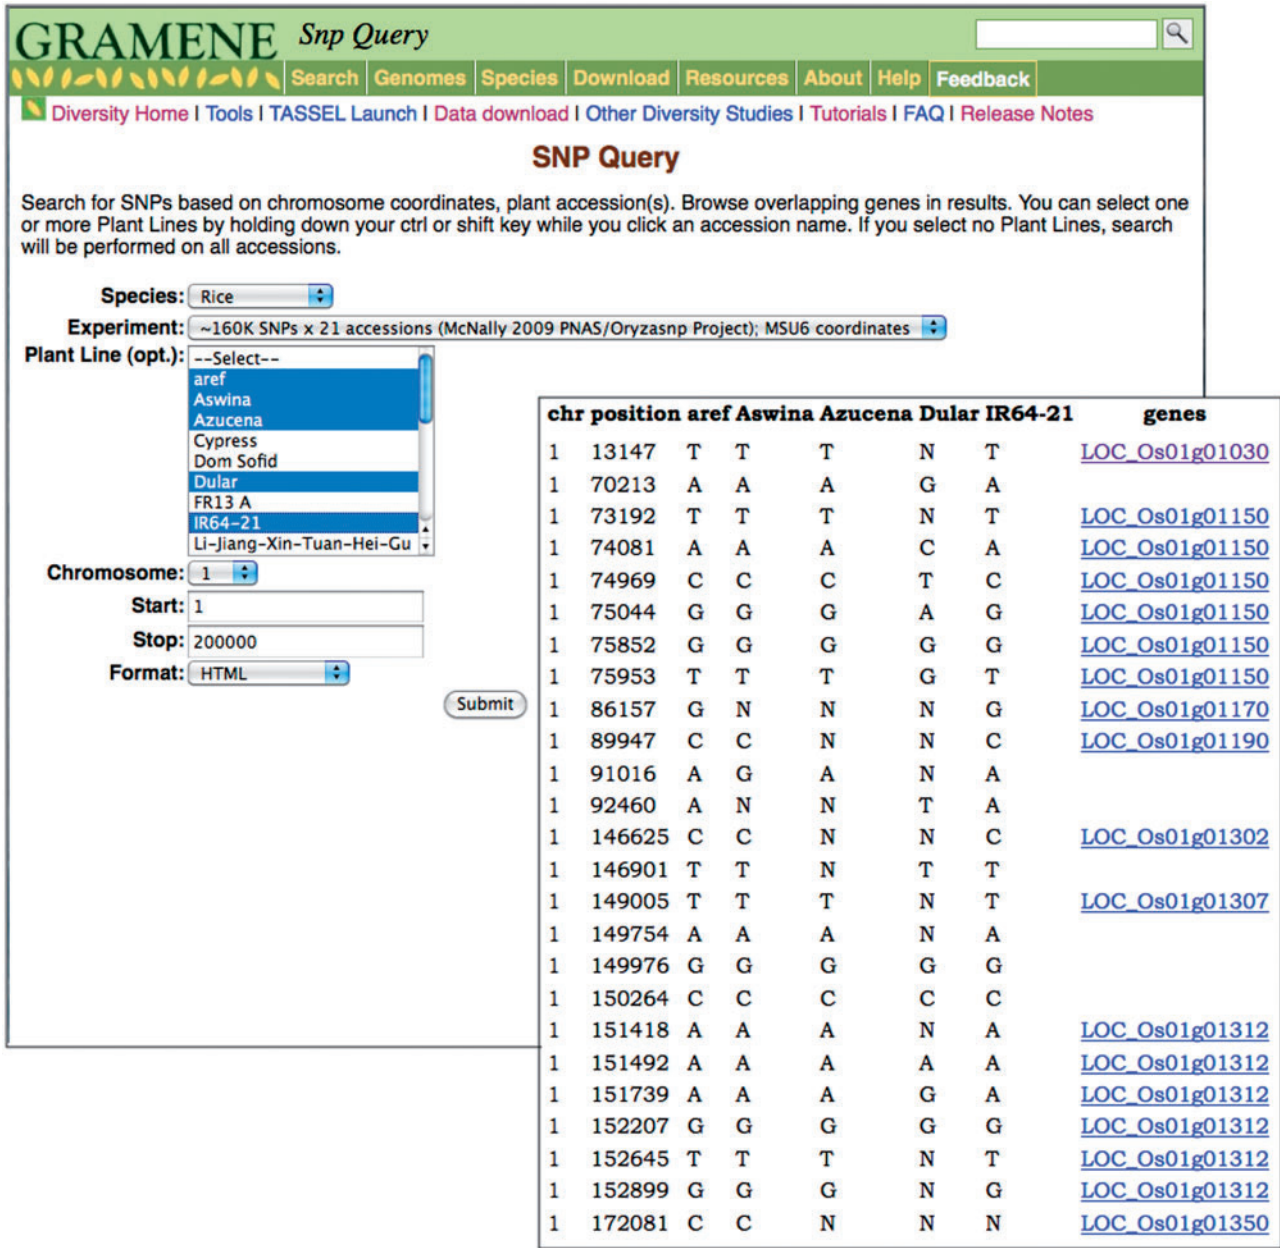 GRAMENE Snp Query
Search Genomes Species Download Resources About Help Feedback
Diversity Home | Tools | TASSEL Launch | Data download | Other Diversity Studies | Tutorials | FAQ | Release Notes
SNP Query
Search for SNPs based on chromosome coordinates, plant accession(s). Browse overlapping genes in results. You can select one
or more Plant Lines by holding down your ctrl or shift key while you click an accession name. If you select no Plant Lines, search
will be performed on all accessions.
Species: Rice
Experiment: ~160K SNPs x 21 accessions (McNally 2009 PNAS/Oryzasnp Project); MSU6 coordinates
Plant Line (opt.): --Select--
aref
Aswina
Azucena
Cypress
Dom Sofid
Dular
FR13 A
IR64-21
Li-Jiang-Xin-Tuan-Hei-Gu
Chromosome: 1
Start: 1
Stop: 200000
Format: HTML
Submit
chr position aref Aswina Azucena Dular IR64-21 genes
1 13147 T T T N T LOC_Os01g01030
1 70213 A A A G A
1 73192 T T T N T LOC_Os01g01150
1 74081 A A A C A LOC_Os01g01150
1 74969 C C C T C LOC_Os01g01150
1 75044 G G G A G LOC_Os01g01150
1 75852 G G G G G LOC_Os01g01150
1 75953 T T T G T LOC_Os01g01150
1 86157 G N N N G LOC_Os01g01170
1 89947 C C N N C LOC_Os01g01190
1 91016 A G A N A
1 92460 A N N T A
1 146625 C C N N C LOC_Os01g01302
1 146901 T T N T T
1 149005 T T T N T LOC_Os01g01307
1 149754 A A A N A
1 149976 G G G G G
1 150264 C C C C C
1 151418 A A A N A LOC_Os01g01312
1 151492 A A A A A LOC_Os01g01312
1 151739 A A A G A LOC_Os01g01312
1 152207 G G G G G LOC_Os01g01312
1 152645 T T T N T LOC_Os01g01312
1 152899 G G G N G LOC_Os01g01312
1 172081 C C N N N LOC_Os01g01350